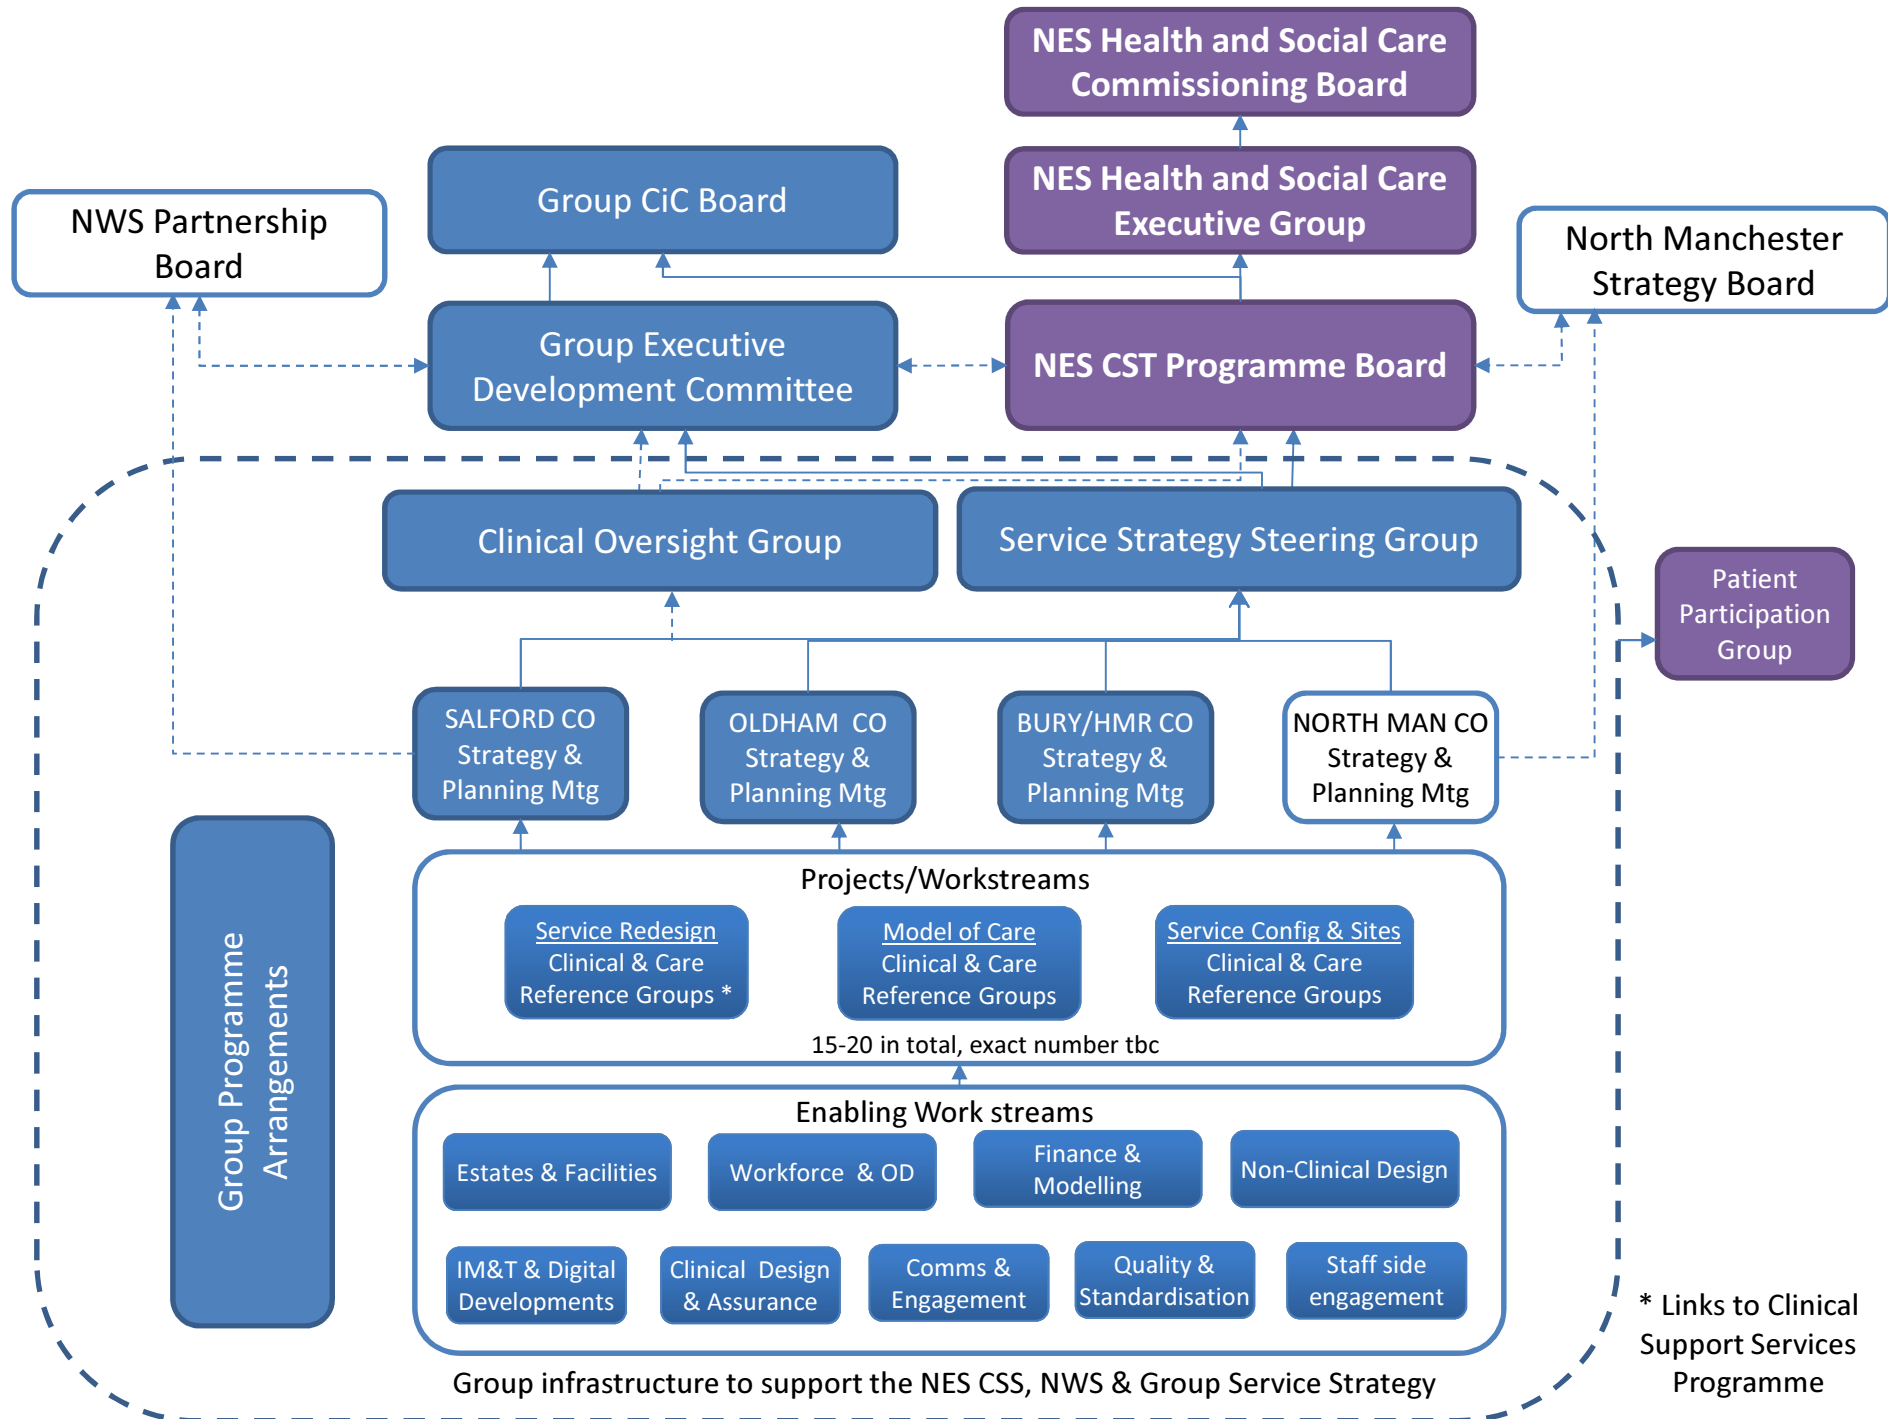 NES Health and Social Care
Commissioning Board
Group CiC Board
NES Health and Social Care
Executive Group
NWS Partnership
Board
North Manchester
Strategy Board
Group Executive
Development Committee
NES CST Programme Board
Clinical Oversight Group
Service Strategy Steering Group
Patient
Participation
Group
SALFORD CO
Strategy &
Planning Mtg
OLDHAM CO
Strategy &
Planning Mtg
BURY/HMR CO
Strategy &
Planning Mtg
NORTH MAN CO
Strategy &
Planning Mtg
Group Programme
Arrangements
Projects/Workstreams
Service Redesign
Clinical & Care
Reference Groups *
Model of Care
Clinical & Care
Reference Groups
Service Config & Sites
Clinical & Care
Reference Groups
15-20 in total, exact number tbc
Enabling Work streams
Estates & Facilities
Workforce & OD
Finance &
Modelling
Non-Clinical Design
IM&T & Digital
Developments
Clinical Design
& Assurance
Comms &
Engagement
Quality &
Standardisation
Staff side
engagement
* Links to Clinical
Support Services
Programme
Group infrastructure to support the NES CSS, NWS & Group Service Strategy